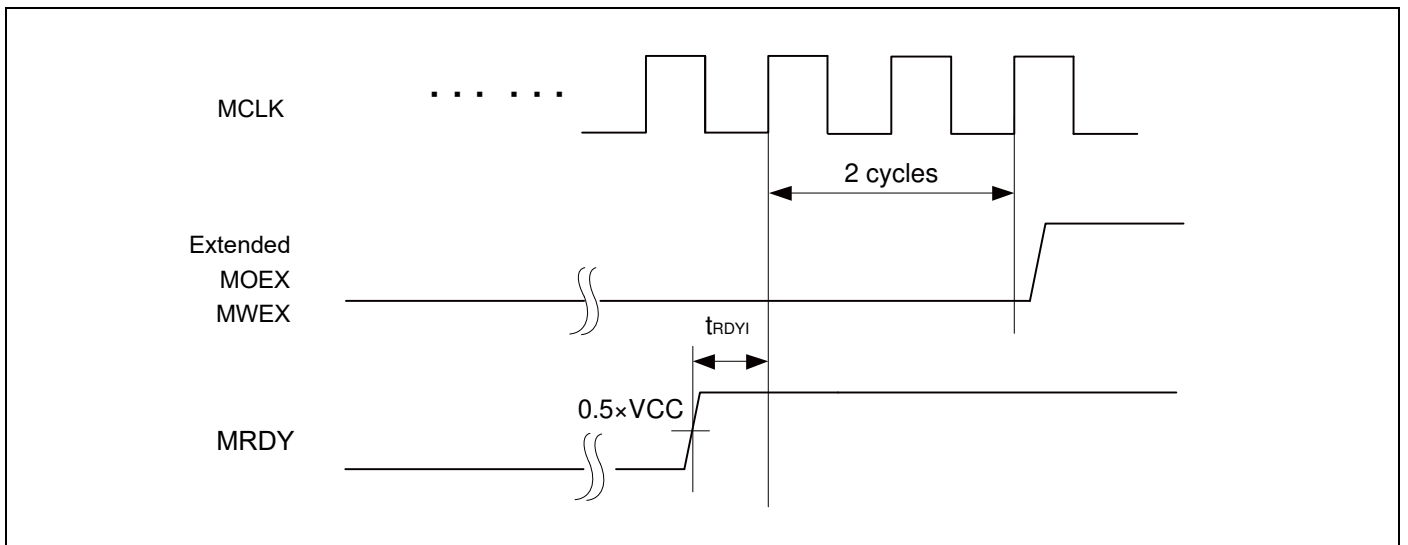 MCLK
... ...
2 cycles
Extended
MOEX
MWEX
tRDYI
0.5×VCC
MRDY